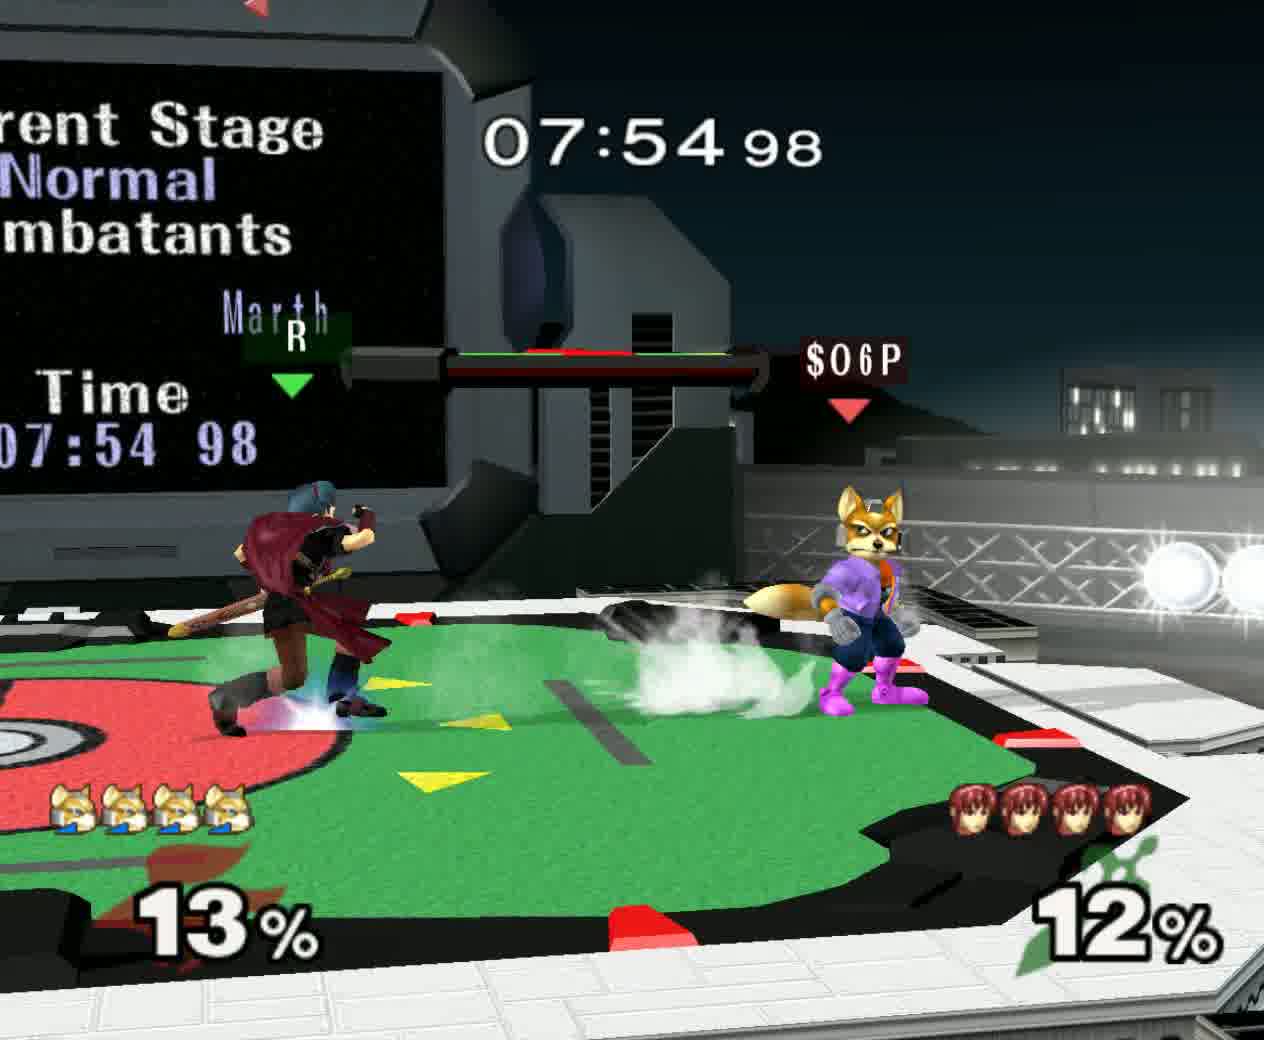 rent Stage
Normal
mbatants
Marth
Time
07:54 98
07:54 98
R
$06P
13%
12%